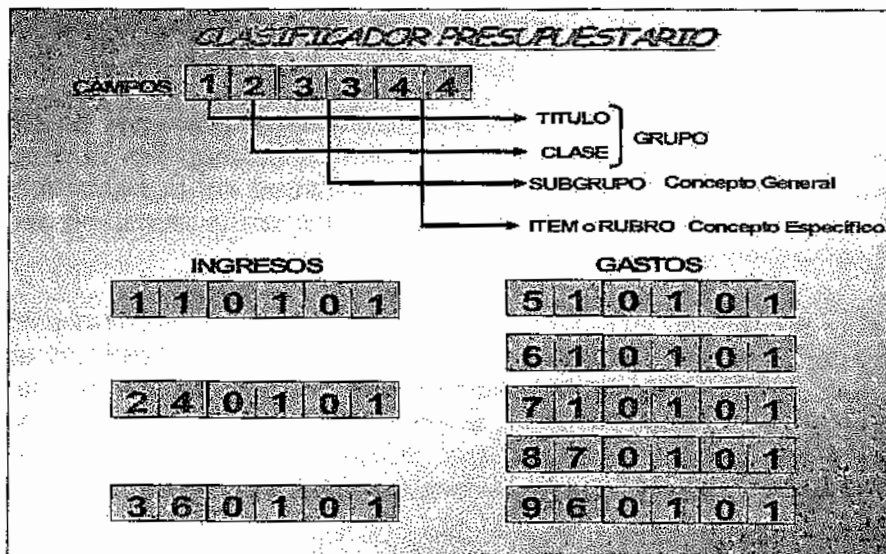 CLASIFICADOR PRESUPUESTARIO
CAMPOS 1 2 3 3 4 4
TITULO
GRUPO
CLASE
SUBGRUPO Concepto General
ITEM o RUBRO Concepto Específico
INGRESOS GASTOS
1 1 0 1 0 1 5 1 0 1 0 1
6 1 0 1 0 1
2 4 0 1 0 1 7 1 0 1 0 1
8 7 0 1 0 1
3 6 0 1 0 1 9 6 0 1 0 1